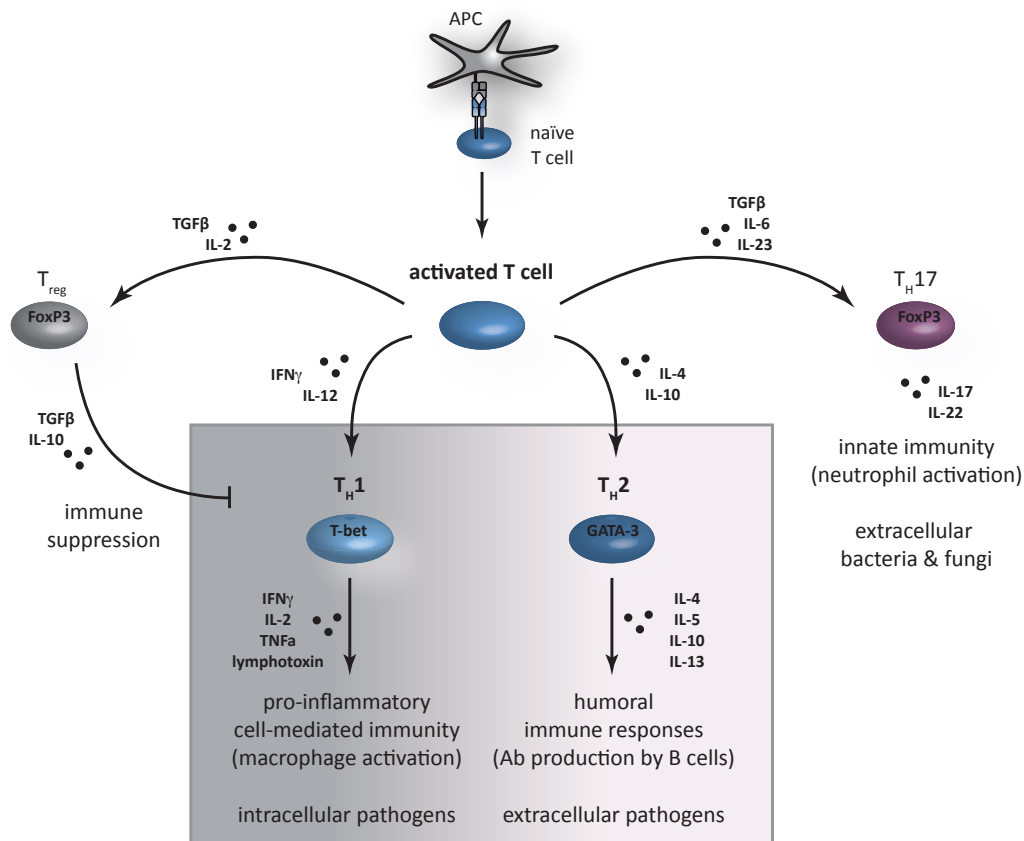 APC
naïve
T cell
TGFβ
IL-2
TGFβ
IL-6
IL-23
activated T cell
Treg
FoxP3
TH17
FoxP3
IFNγ
IL-12
IL-4
IL-10
IL-17
IL-22
TGFβ
IL-10
innate immunity
(neutrophil activation)
immune
suppression
extracellular
bacteria & fungi
TH1
T-bet
TH2
GATA-3
IFNγ
IL-2
TNFa
lymphotoxin
IL-4
IL-5
IL-10
IL-13
pro-inflammatory
cell-mediated immunity
(macrophage activation)
humoral
immune responses
(Ab production by B cells)
intracellular pathogens
extracellular pathogens